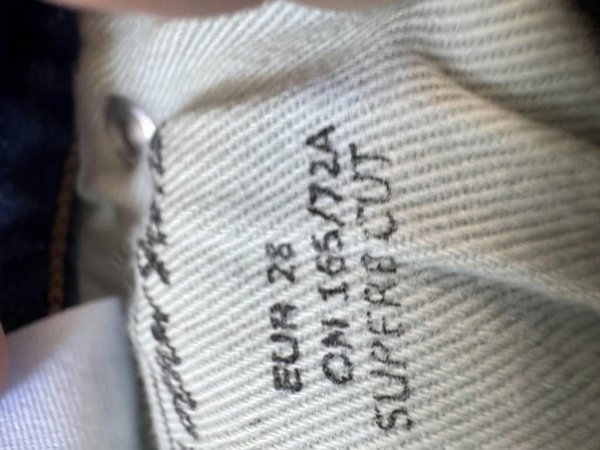 EUR 28
CN 165/72A
SUPERB CUT